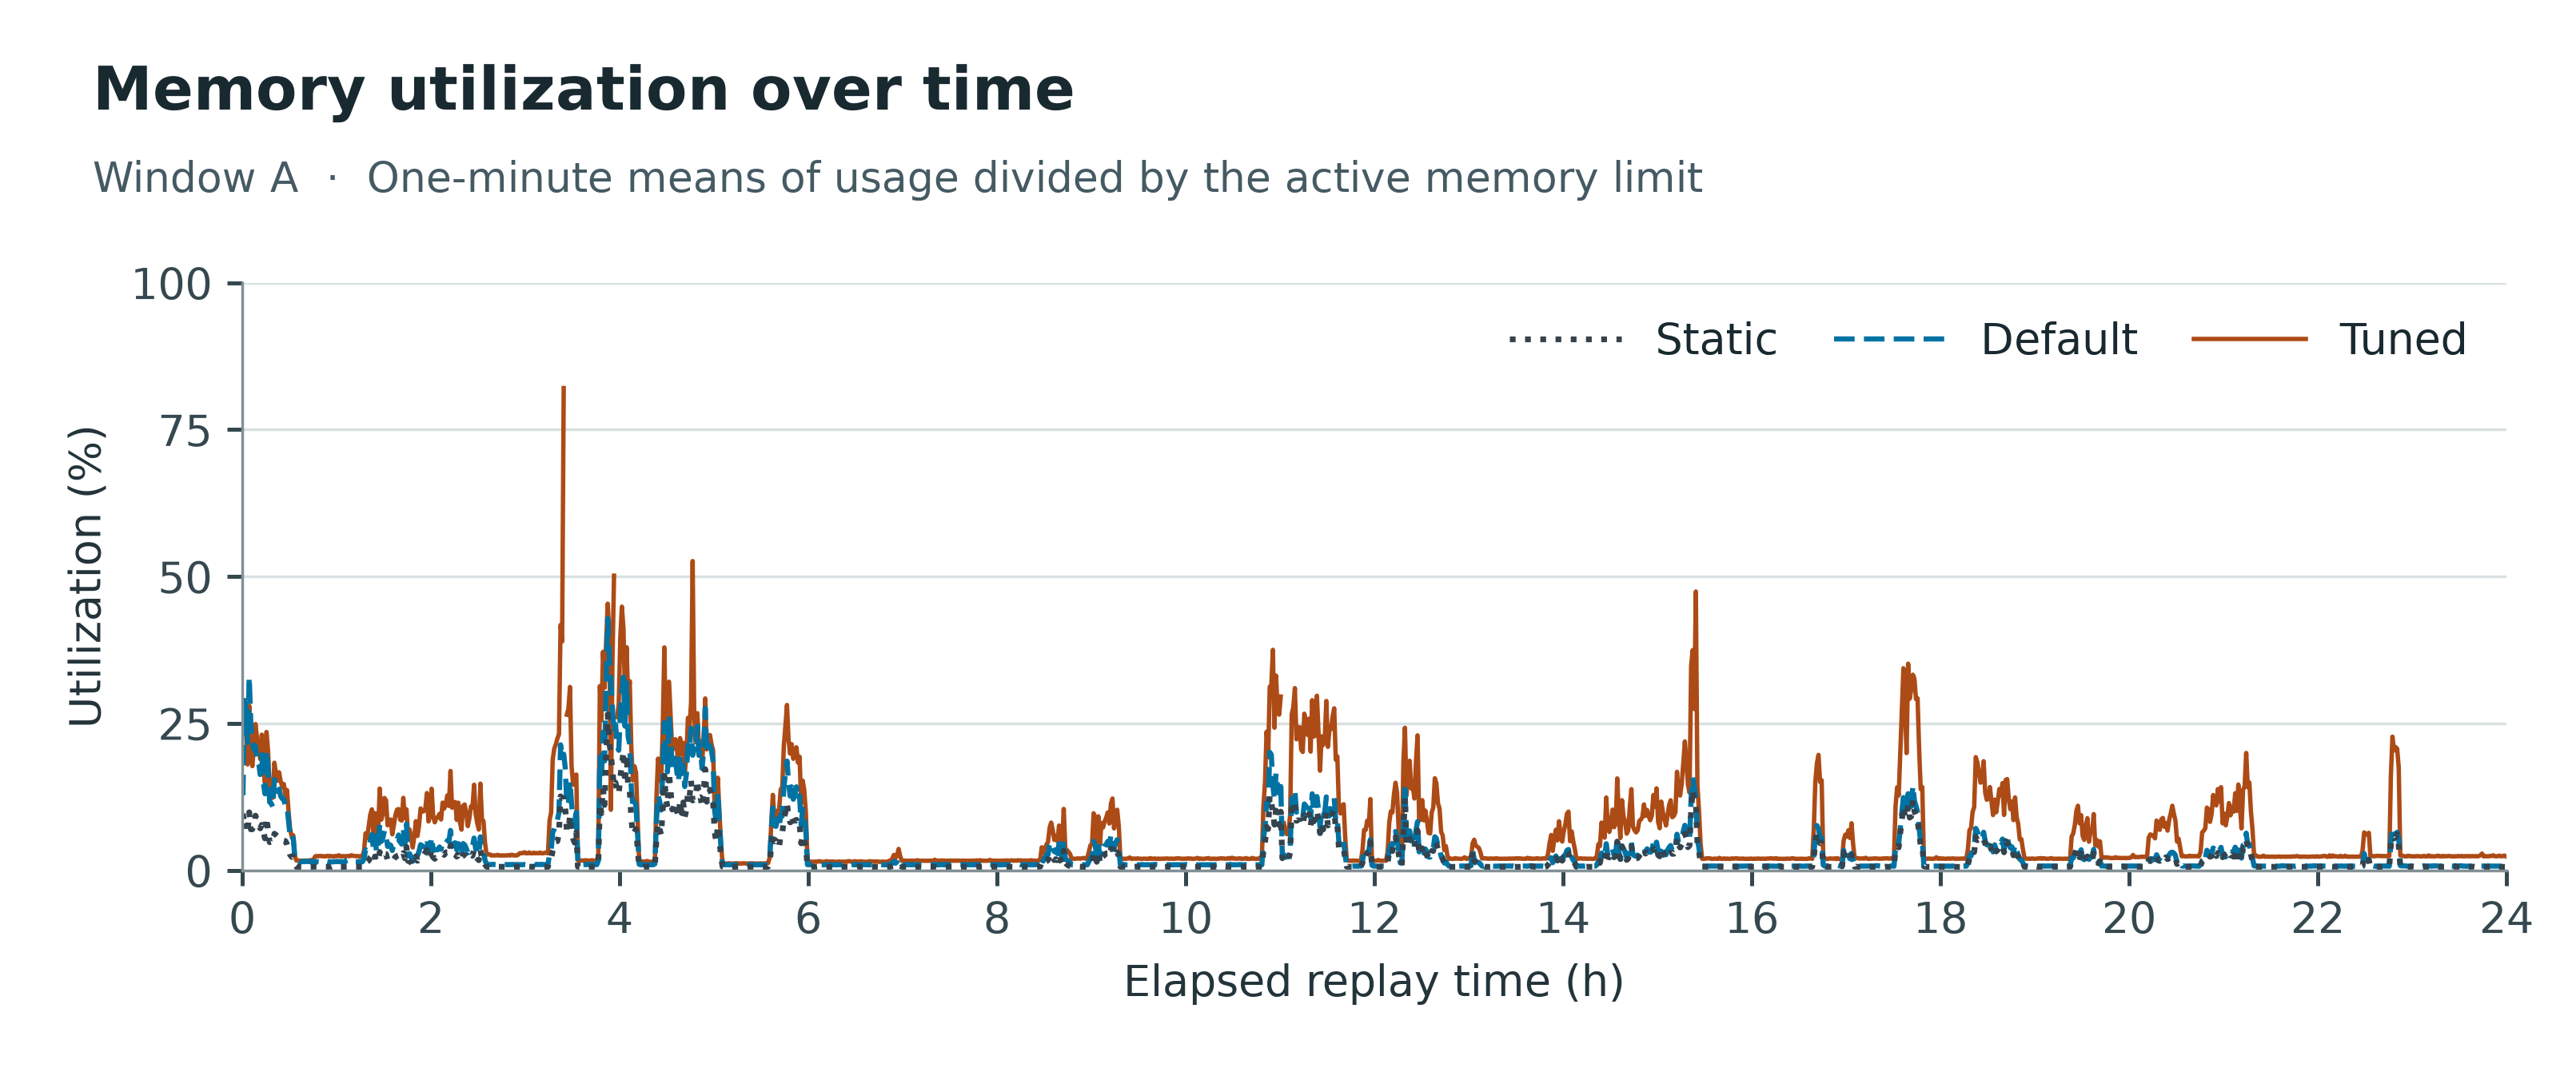 Memory utilization over time
Window A · One-minute means of usage divided by the active memory limit
Static Default Tuned
Utilization (%)
100
75
50
25
0
0 2 4 6 8 10 12 14 16 18 20 22 24
Elapsed replay time (h)